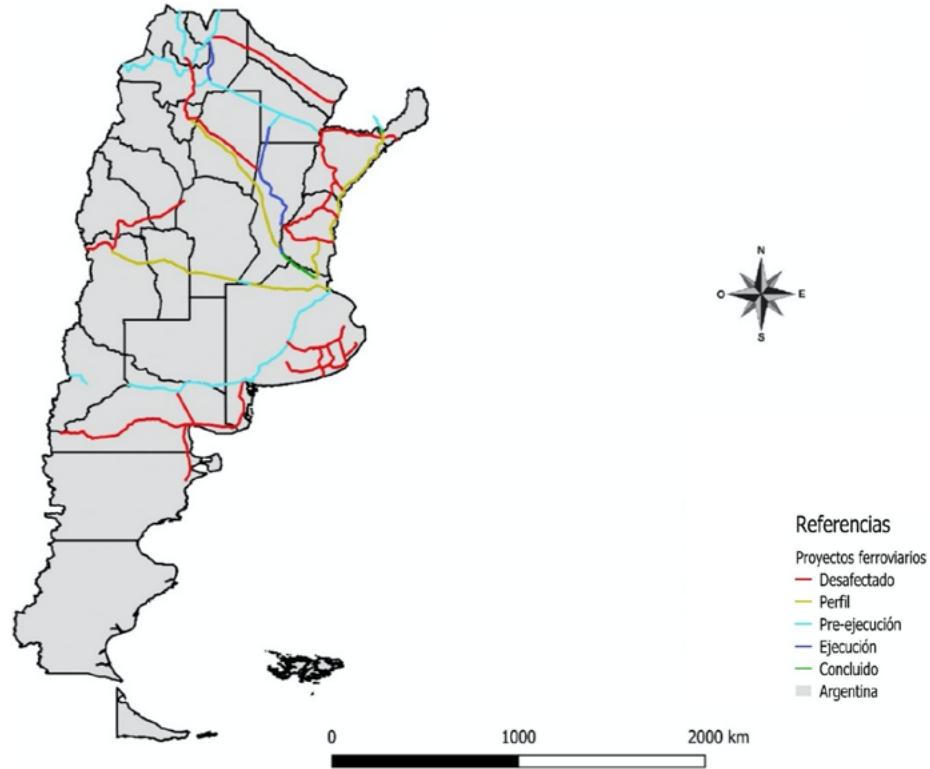 N
O
E
S
Referencias
Proyectos ferroviarios
Desafectado
Perfil
Pre-ejecución
Ejecución
Concluido
Argentina
0 1000 2000 km